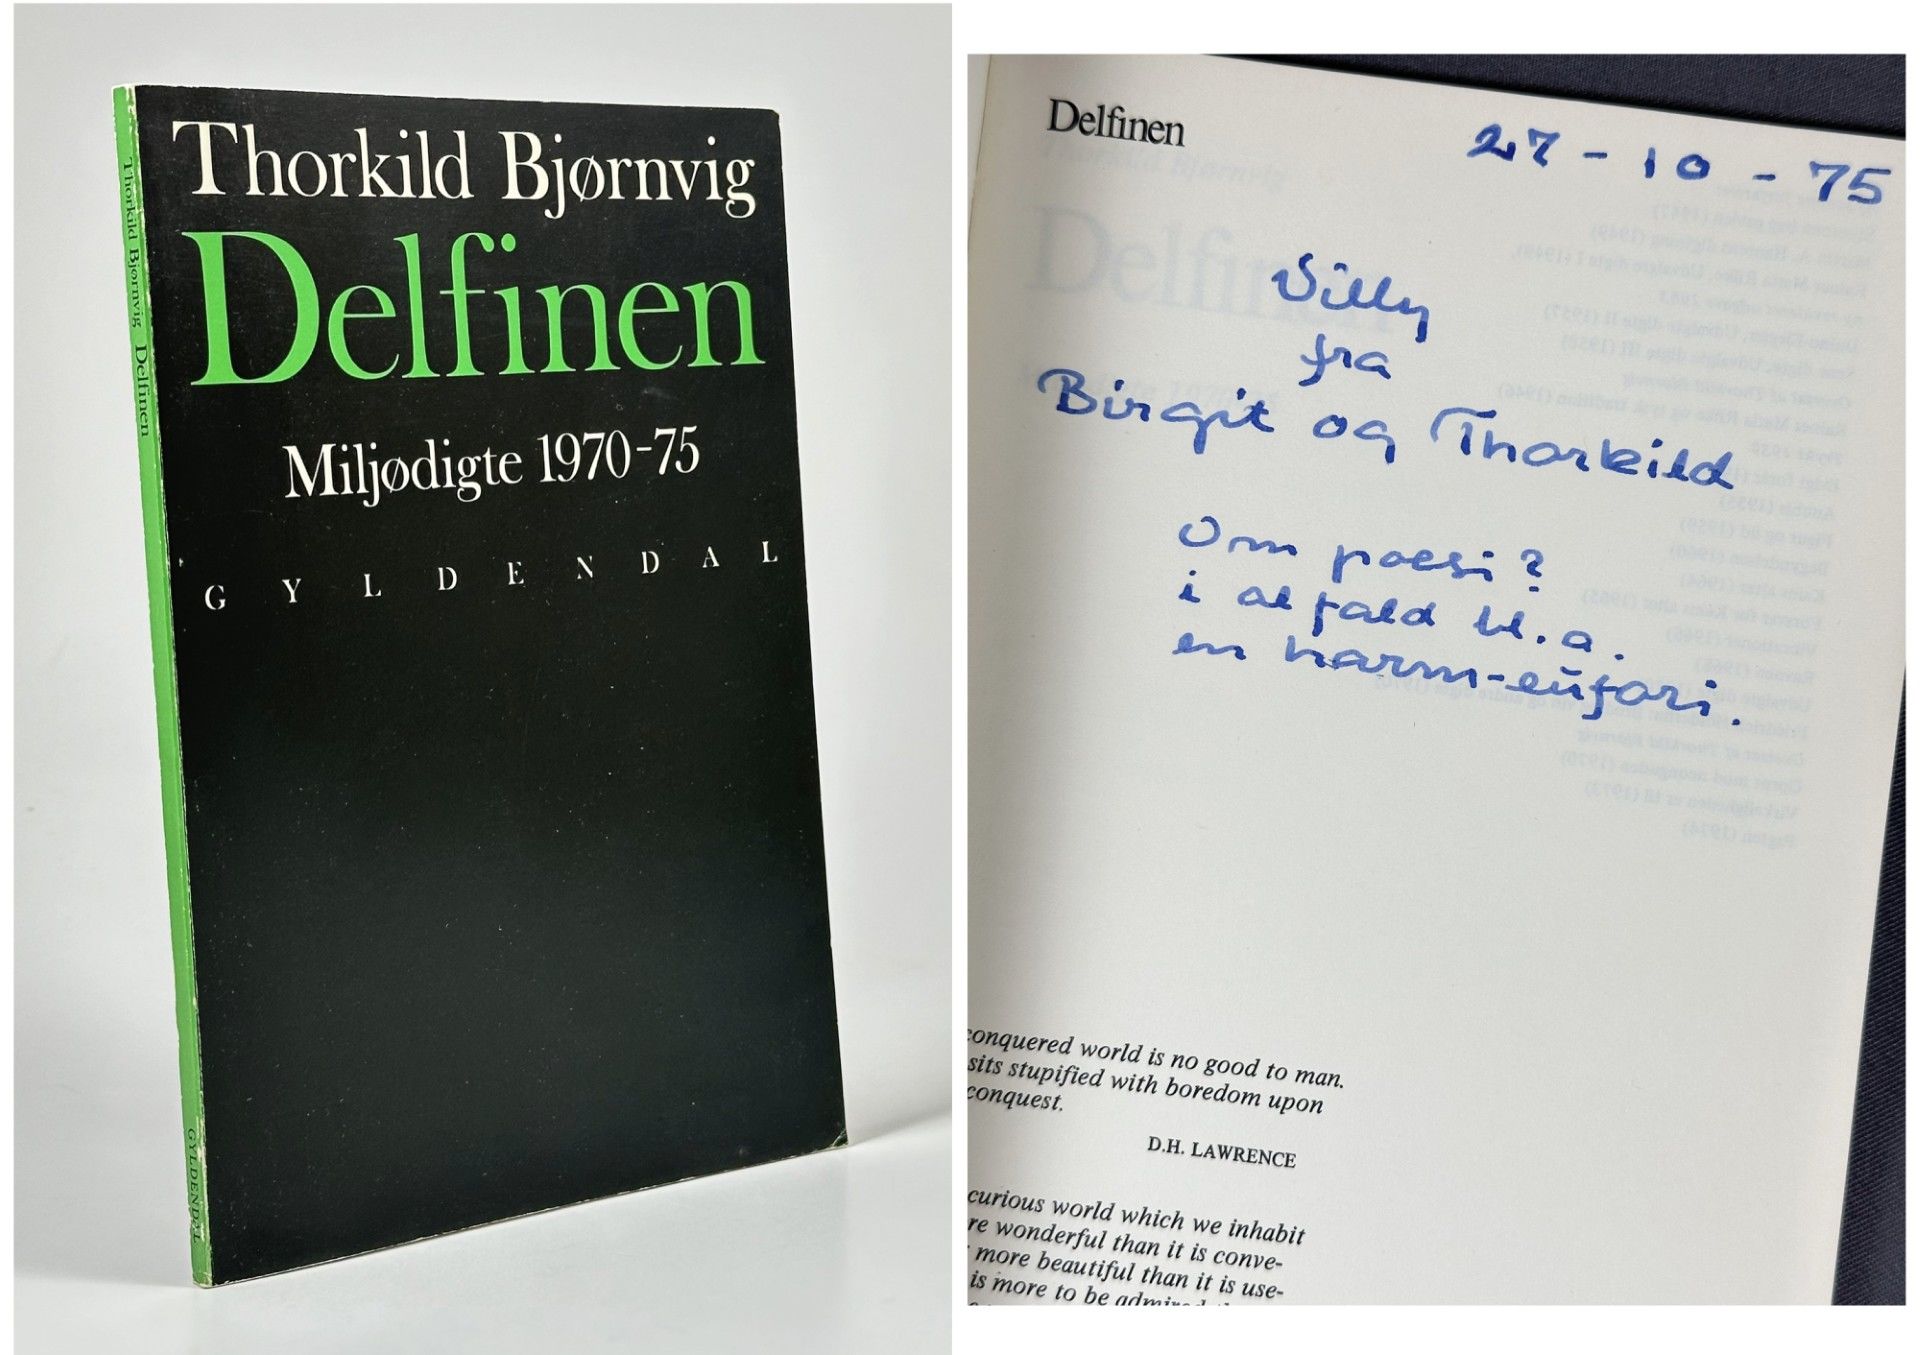 Thorkild Bjørnvig
Delfinen
Miljødigte 1970-75
GYLDENDAL
Thorkild Bjørnvig Delfinen
GYLDENDAL
Delfinen
27-10-75
Villy
fra
Birgit og Thorkild
Om poesi?
i al fald bl.a.
en harm-eufori.
conquered world is no good to man.
sits stupified with boredom upon
conquest.
D.H. LAWRENCE
curious world which we inhabit
re wonderful than it is conve-
more beautiful than it is use-
is more to be admired